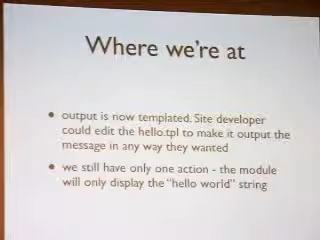 Where we're at
• output is now templated. Site developer
could edit the hello.tpl to make it output the
message in any way they wanted
• we still have only one action - the module
will only display the "hello world" string